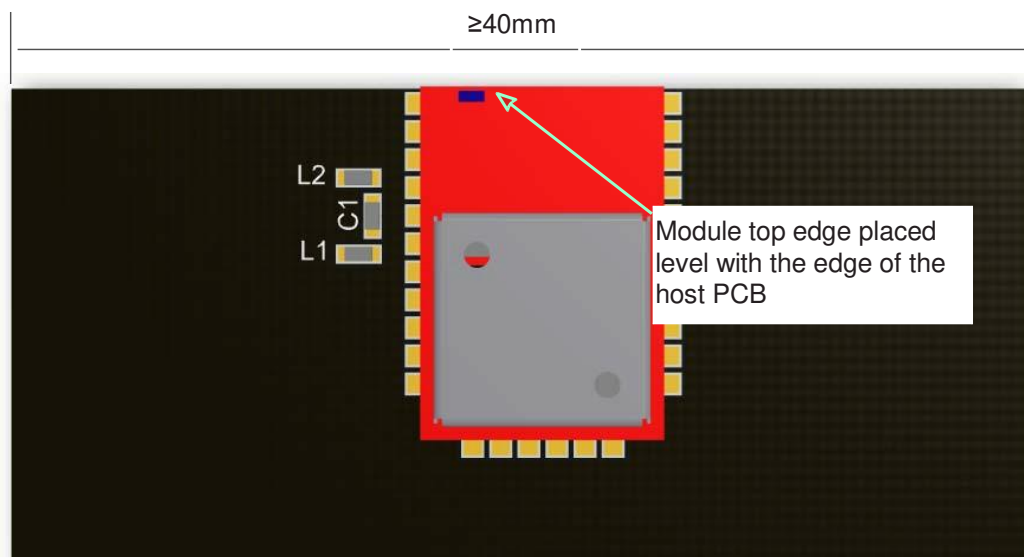 ≥40mm
L2
C1
L1
Module top edge placed
level with the edge of the
host PCB